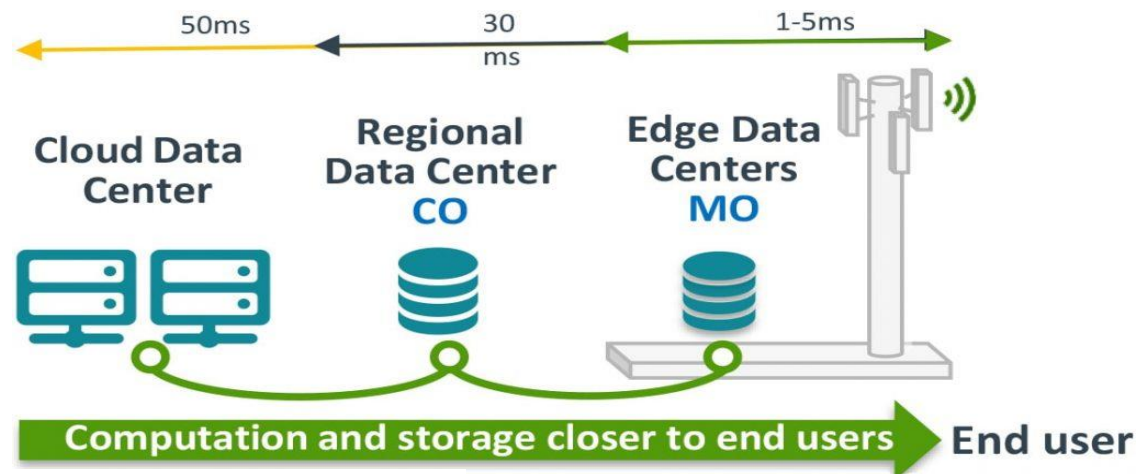 50ms
30
ms
1-5ms
Cloud Data
Center
Regional
Data Center
CO
Edge Data
Centers
MO
Computation and storage closer to end users
End user